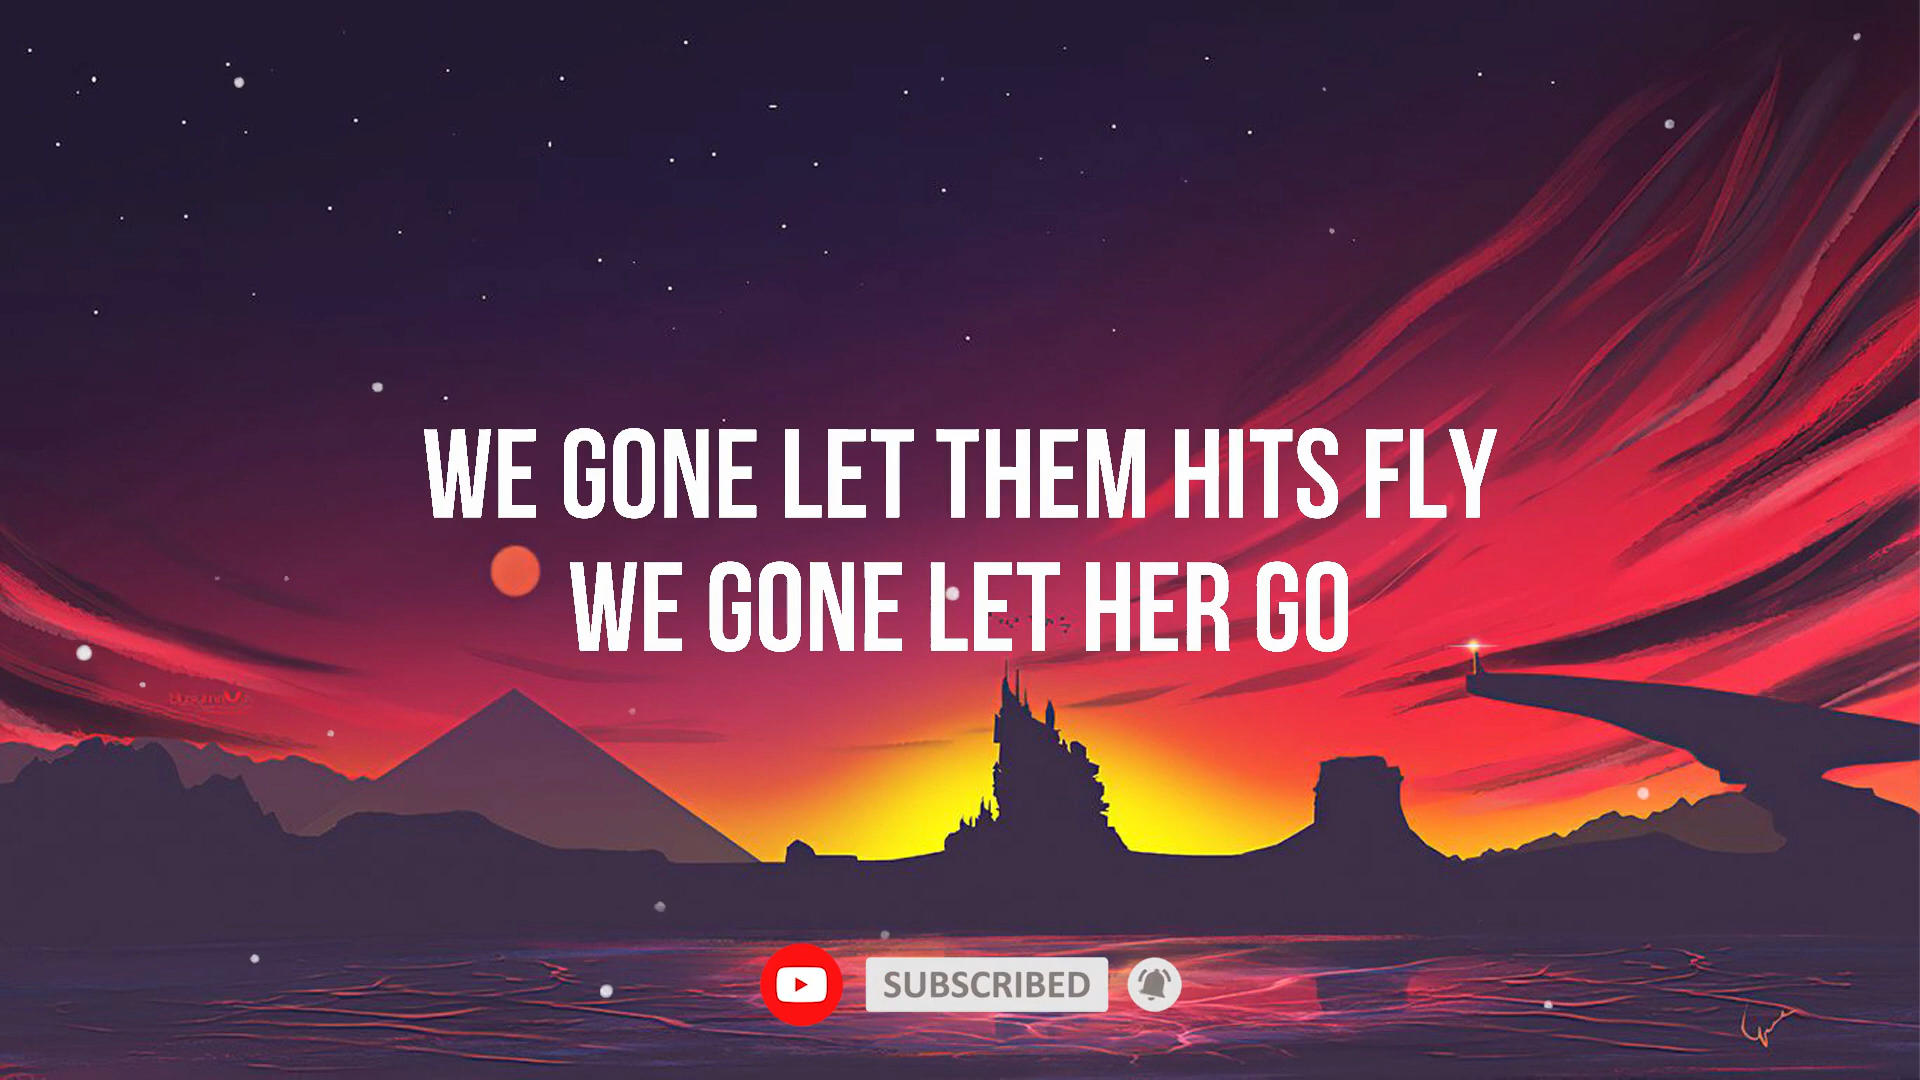 WE GONE LET THEM HITS FLY
WE GONE LET HER GO
SUBSCRIBED